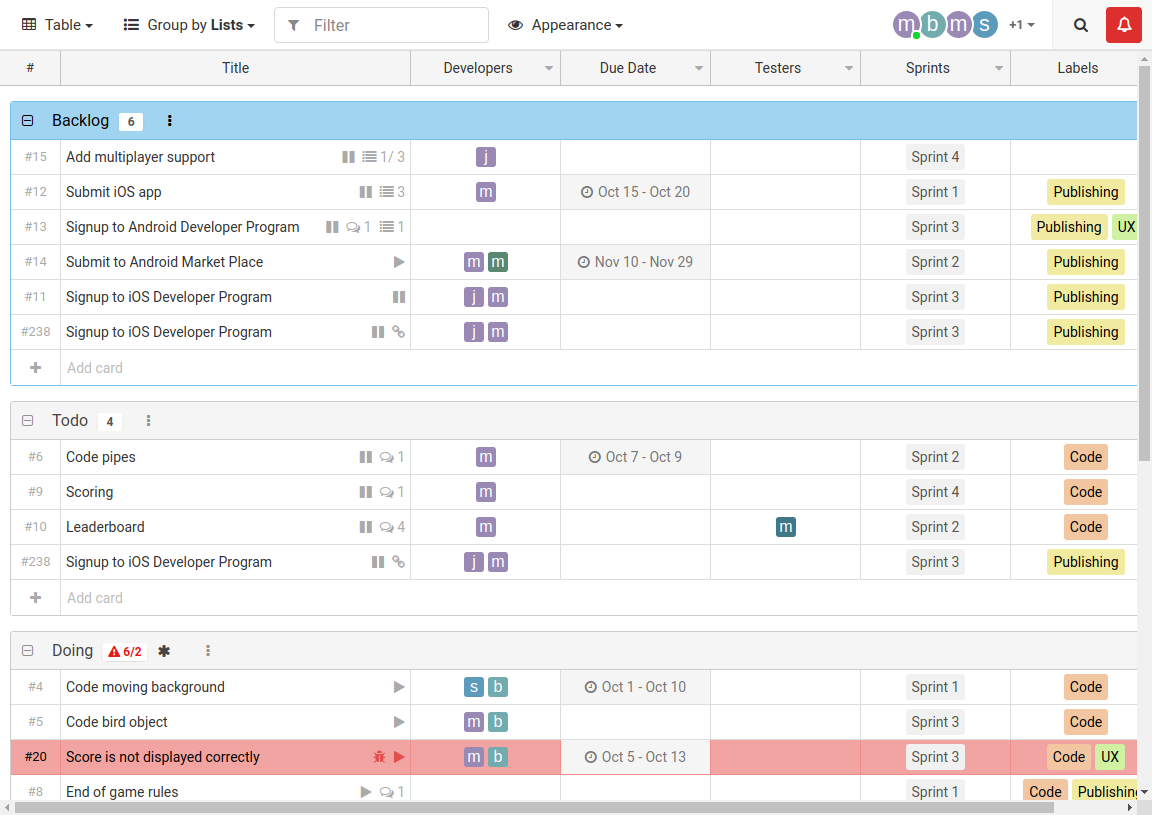 Table Group by Lists Filter Appearance m b m s +1
# Title Developers Due Date Testers Sprints Labels
Backlog 6
#15 Add multiplayer support 1/ 3 j Sprint 4
#12 Submit iOS app 3 m Oct 15 - Oct 20 Sprint 1 Publishing
#13 Signup to Android Developer Program 1 1 Sprint 3 Publishing UX
#14 Submit to Android Market Place m m Nov 10 - Nov 29 Sprint 2 Publishing
#11 Signup to iOS Developer Program j m Sprint 3 Publishing
#238 Signup to iOS Developer Program j m Sprint 3 Publishing
+ Add card
Todo 4
#6 Code pipes 1 m Oct 7 - Oct 9 Sprint 2 Code
#9 Scoring 1 m Sprint 4 Code
#10 Leaderboard 4 m m Sprint 2 Code
#238 Signup to iOS Developer Program j m Sprint 3 Publishing
+ Add card
Doing 6/2 ✱
#4 Code moving background s b Oct 1 - Oct 10 Sprint 1 Code
#5 Code bird object m b Sprint 3 Code
#20 Score is not displayed correctly m b Oct 5 - Oct 13 Sprint 3 Code UX
#8 End of game rules 1 Sprint 1 Code Publishing